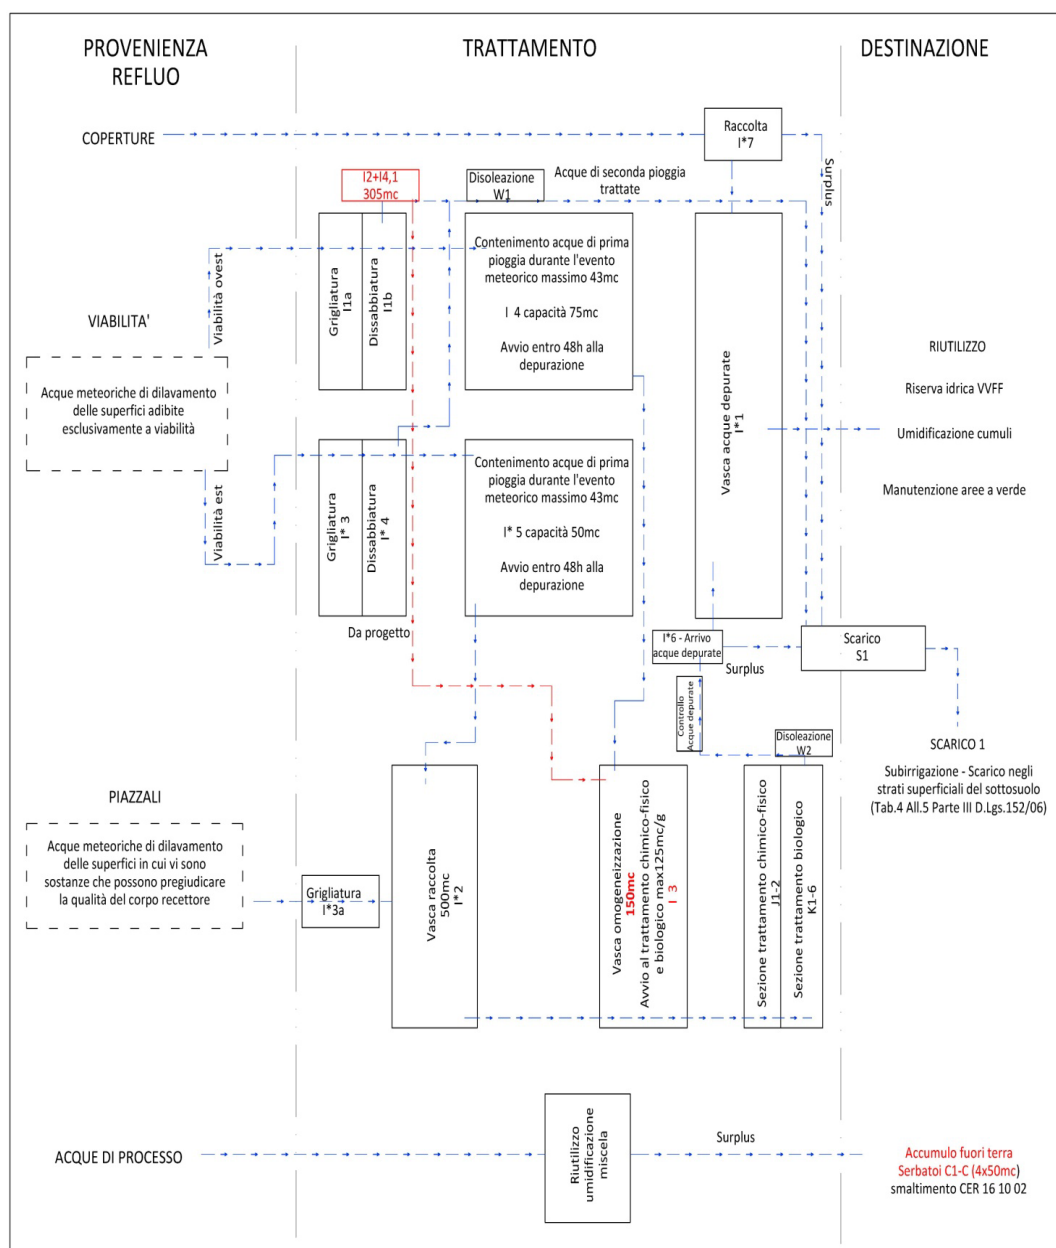 PROVENIENZA
REFLUO
TRATTAMENTO
DESTINAZIONE
COPERTURE
Raccolta
I*7
Surplus
I2+I4,1
305mc
Disoleazione
W1
Acque di seconda pioggia
trattate
Viabilità ovest
Grigliatura
I1a
Dissabbiatura
I1b
Contenimento acque di prima
pioggia durante l'evento
meteorico massimo 43mc
I 4 capacità 75mc
Avvio entro 48h alla
depurazione
Vasca acque depurate
I*1
VIABILITA'
Acque meteoriche di dilavamento
delle superfici adibite
esclusivamente a viabilità
RIUTILIZZO
Riserva idrica VVFF
Umidificazione cumuli
Manutenzione aree a verde
Viabilità est
Grigliatura
I* 3
Dissabbiatura
I* 4
Contenimento acque di prima
pioggia durante l'evento
meteorico massimo 43mc
I* 5 capacità 50mc
Avvio entro 48h alla
depurazione
Da progetto
I*6 - Arrivo
acque depurate
Surplus
Scarico
S1
Controllo
Acque depurate
Disoleazione
W2
SCARICO 1
Subirrigazione - Scarico negli
strati superficiali del sottosuolo
(Tab.4 All.5 Parte III D.Lgs.152/06)
PIAZZALI
Acque meteoriche di dilavamento
delle superfici in cui vi sono
sostanze che possono pregiudicare
la qualità del corpo recettore
Grigliatura
I*3a
Vasca raccolta
500mc
I*2
Vasca omogeneizzazione
150mc
Avvio al trattamento chimico-fisico
e biologico max125mc/g
I 3
Sezione trattamento chimico-fisico
J1-2
Sezione trattamento biologico
K1-6
ACQUE DI PROCESSO
Riutilizzo
umidificazione
miscela
Surplus
Accumulo fuori terra
Serbatoi C1-C (4x50mc)
smaltimento CER 16 10 02